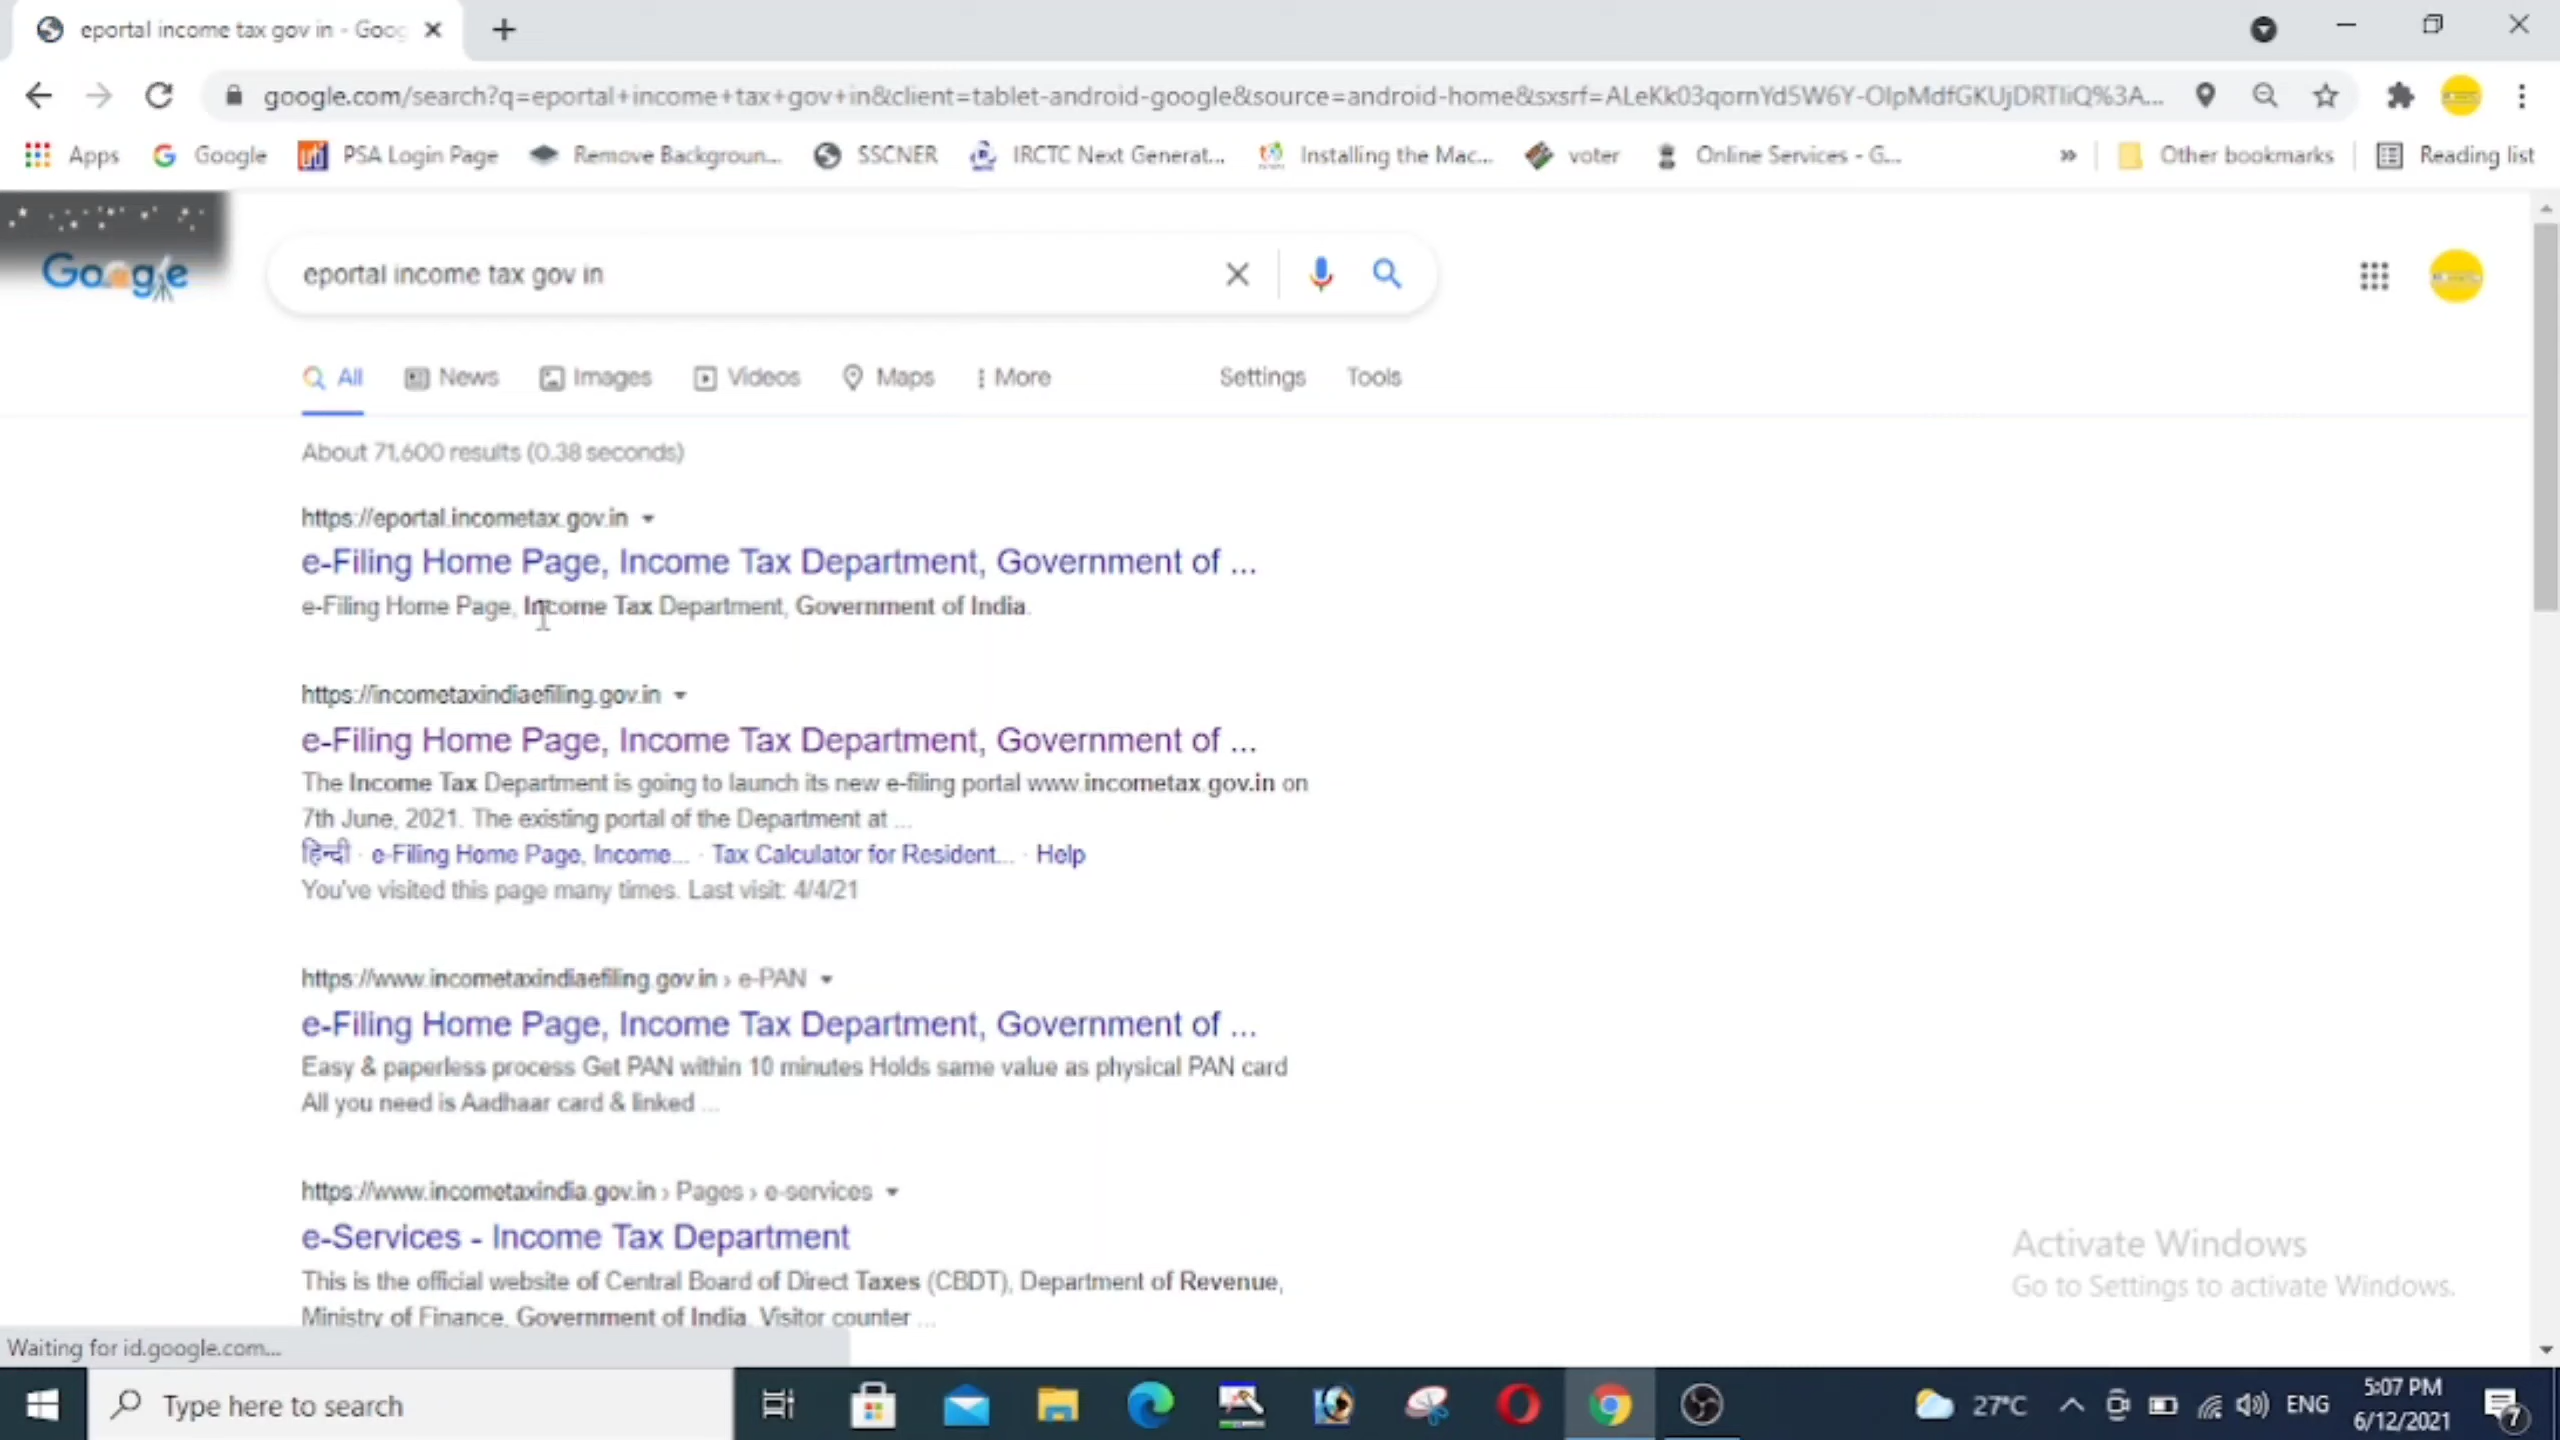 eportal income tax gov in - Goog
google.com/search?q=eportal+income+tax+gov+in&client=tablet-android-google&source=android-home&sxsrf=ALeKk03qornYd5W6Y-OIpMdfGKUjDRTIiQ%3A...
Apps Google PSA Login Page Remove Backgroun... SSCNER IRCTC Next Generat... Installing the Mac... voter Online Services - G... » Other bookmarks Reading list
Google
eportal income tax gov in
All News Images Videos Maps More Settings Tools
About 71,600 results (0.38 seconds)
https://eportal.incometax.gov.in
e-Filing Home Page, Income Tax Department, Government of ...
e-Filing Home Page, Income Tax Department, Government of India.
https://incometaxindiaefiling.gov.in
e-Filing Home Page, Income Tax Department, Government of ...
The Income Tax Department is going to launch its new e-filing portal www.incometax.gov.in on
7th June, 2021. The existing portal of the Department at ...
हिन्दी · e-Filing Home Page, Income... · Tax Calculator for Resident... · Help
You've visited this page many times. Last visit: 4/4/21
https://www.incometaxindiaefiling.gov.in › e-PAN
e-Filing Home Page, Income Tax Department, Government of ...
Easy & paperless process Get PAN within 10 minutes Holds same value as physical PAN card
All you need is Aadhaar card & linked ...
https://www.incometaxindia.gov.in › Pages › e-services
e-Services - Income Tax Department
This is the official website of Central Board of Direct Taxes (CBDT), Department of Revenue,
Ministry of Finance, Government of India. Visitor counter ...
Activate Windows
Go to Settings to activate Windows.
Waiting for id.google.com...
Type here to search
27°C ENG
5:07 PM
6/12/2021
7